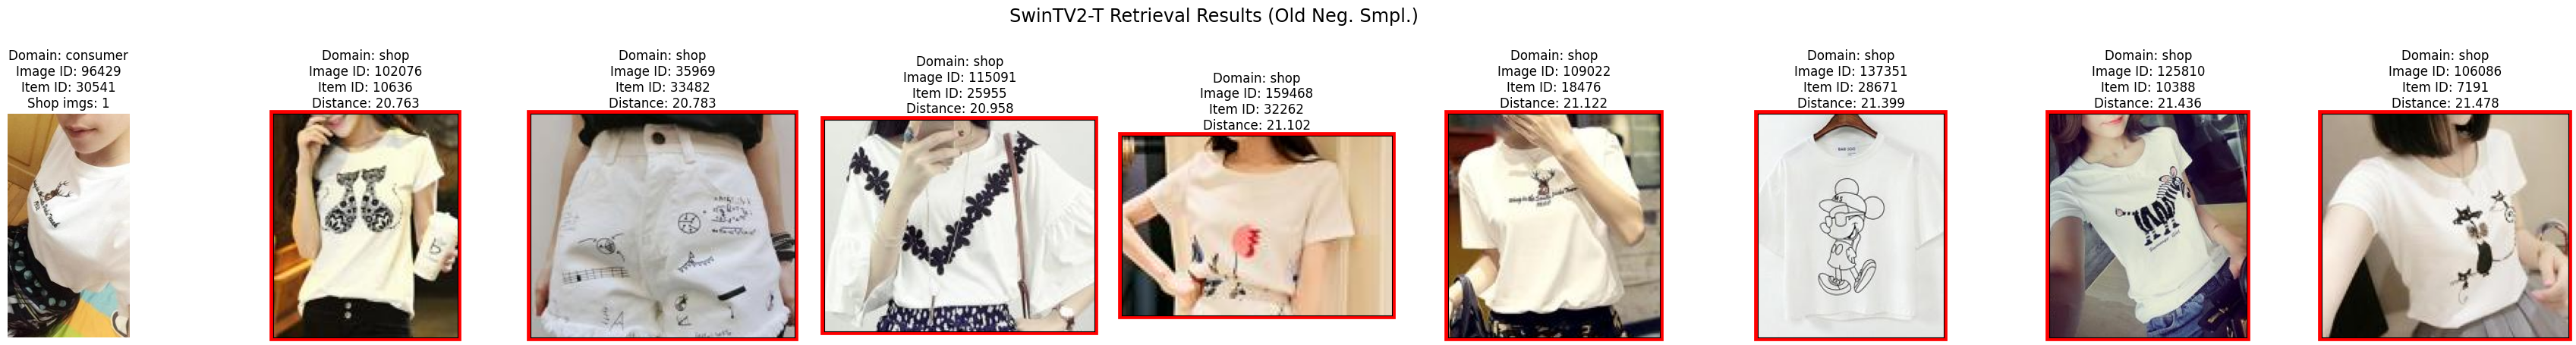 SwinTV2-T Retrieval Results (Old Neg. Smpl.)
Domain: consumer
Image ID: 96429
Item ID: 30541
Shop imgs: 1
Domain: shop
Image ID: 102076
Item ID: 10636
Distance: 20.763
Domain: shop
Image ID: 35969
Item ID: 33482
Distance: 20.783
Domain: shop
Image ID: 115091
Item ID: 25955
Distance: 20.958
Domain: shop
Image ID: 159468
Item ID: 32262
Distance: 21.102
Domain: shop
Image ID: 109022
Item ID: 18476
Distance: 21.122
Domain: shop
Image ID: 137351
Item ID: 28671
Distance: 21.399
Domain: shop
Image ID: 125810
Item ID: 10388
Distance: 21.436
Domain: shop
Image ID: 106086
Item ID: 7191
Distance: 21.478